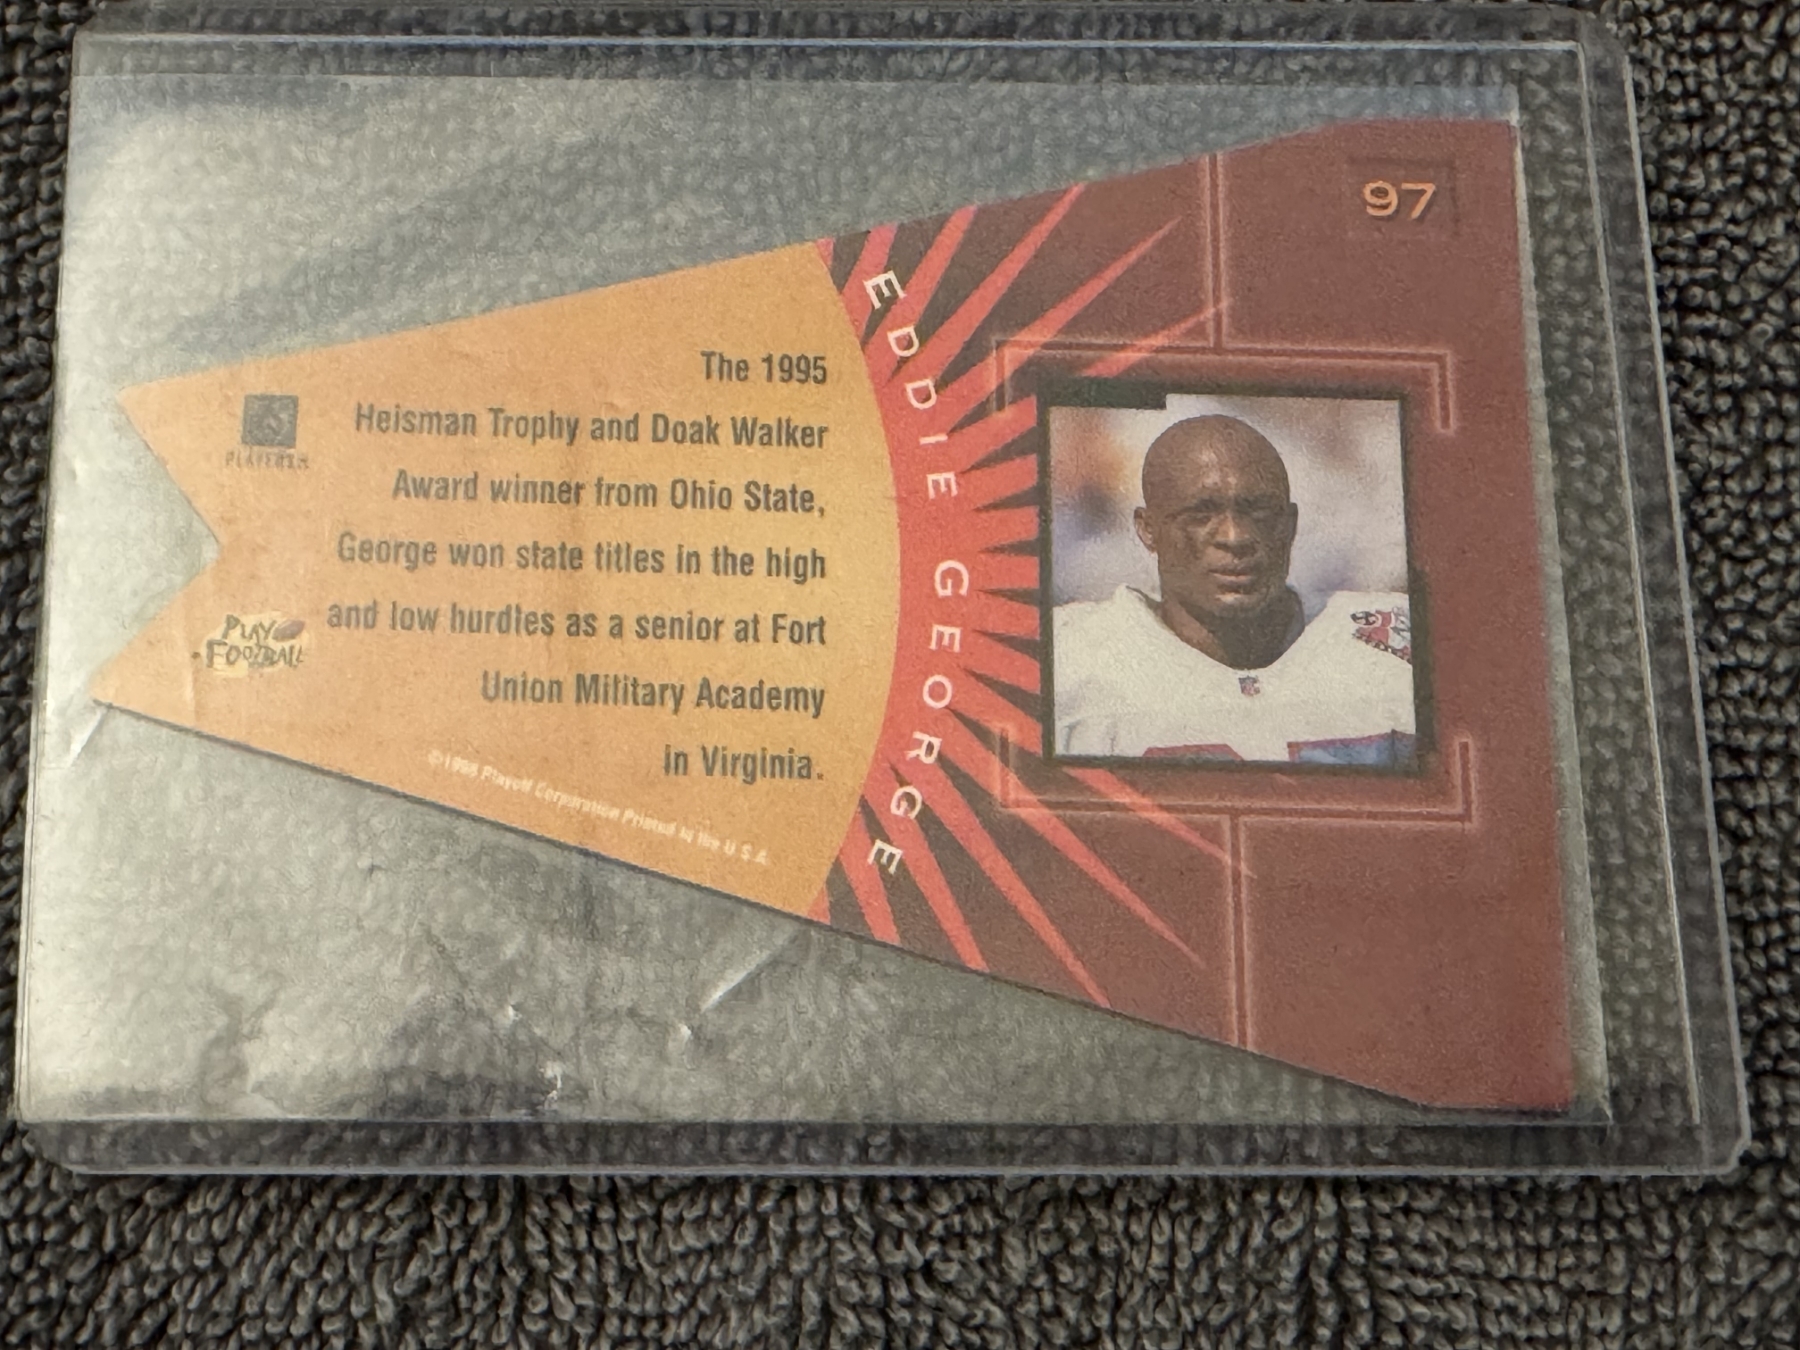 97
EDDIE GEORGE
The 1995
Heisman Trophy and Doak Walker
Award winner from Ohio State,
George won state titles in the high
and low hurdles as a senior at Fort
Union Military Academy
in Virginia.
PLAYERS
PLAY
FOOTBALL
©1996 Playoff Corporation Printed in the U.S.A.